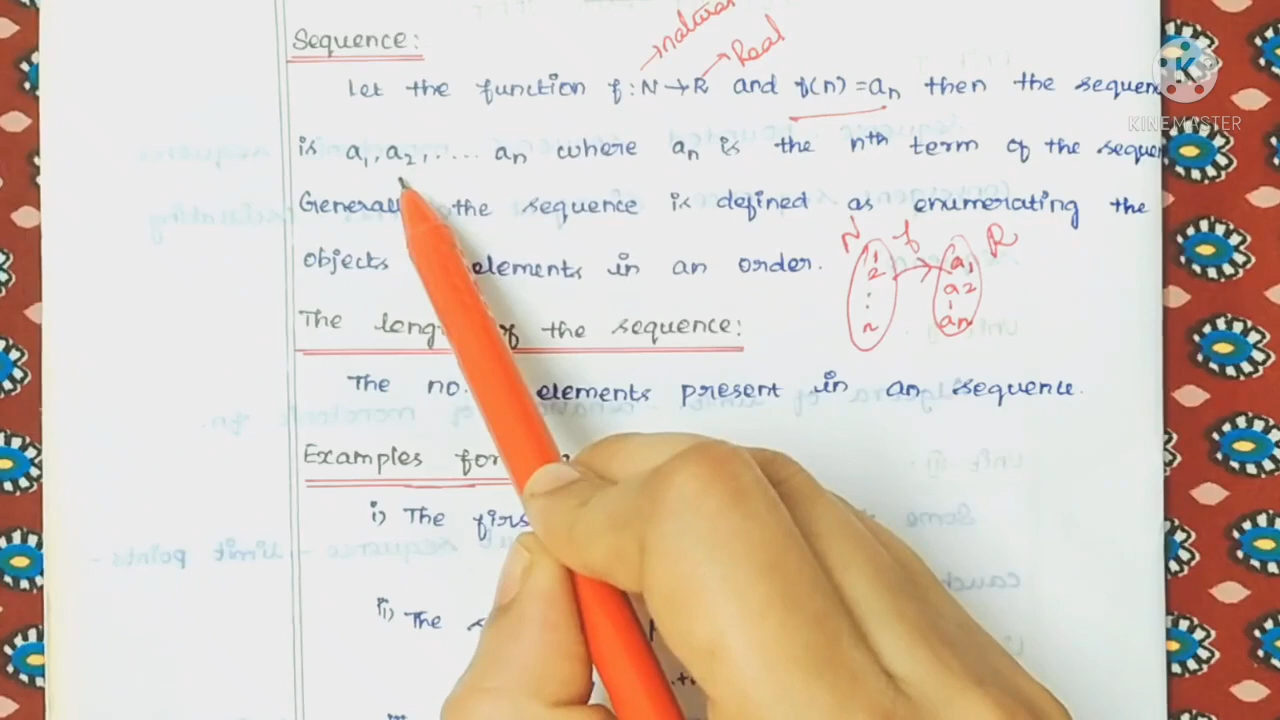 Sequence:
→natural
→Real
Let the function f: N→R and f(n) = an then the sequen
is a1, a2, .... an where an is the nth term of the seque
the sequence is defined as enumerating the
objects elements in an order.
N f R
1 a1
2 a2
: :
n an
The of the sequence:
The no. elements present in an sequence.
Examples for
i) The firs
ii) The
KINEMASTER